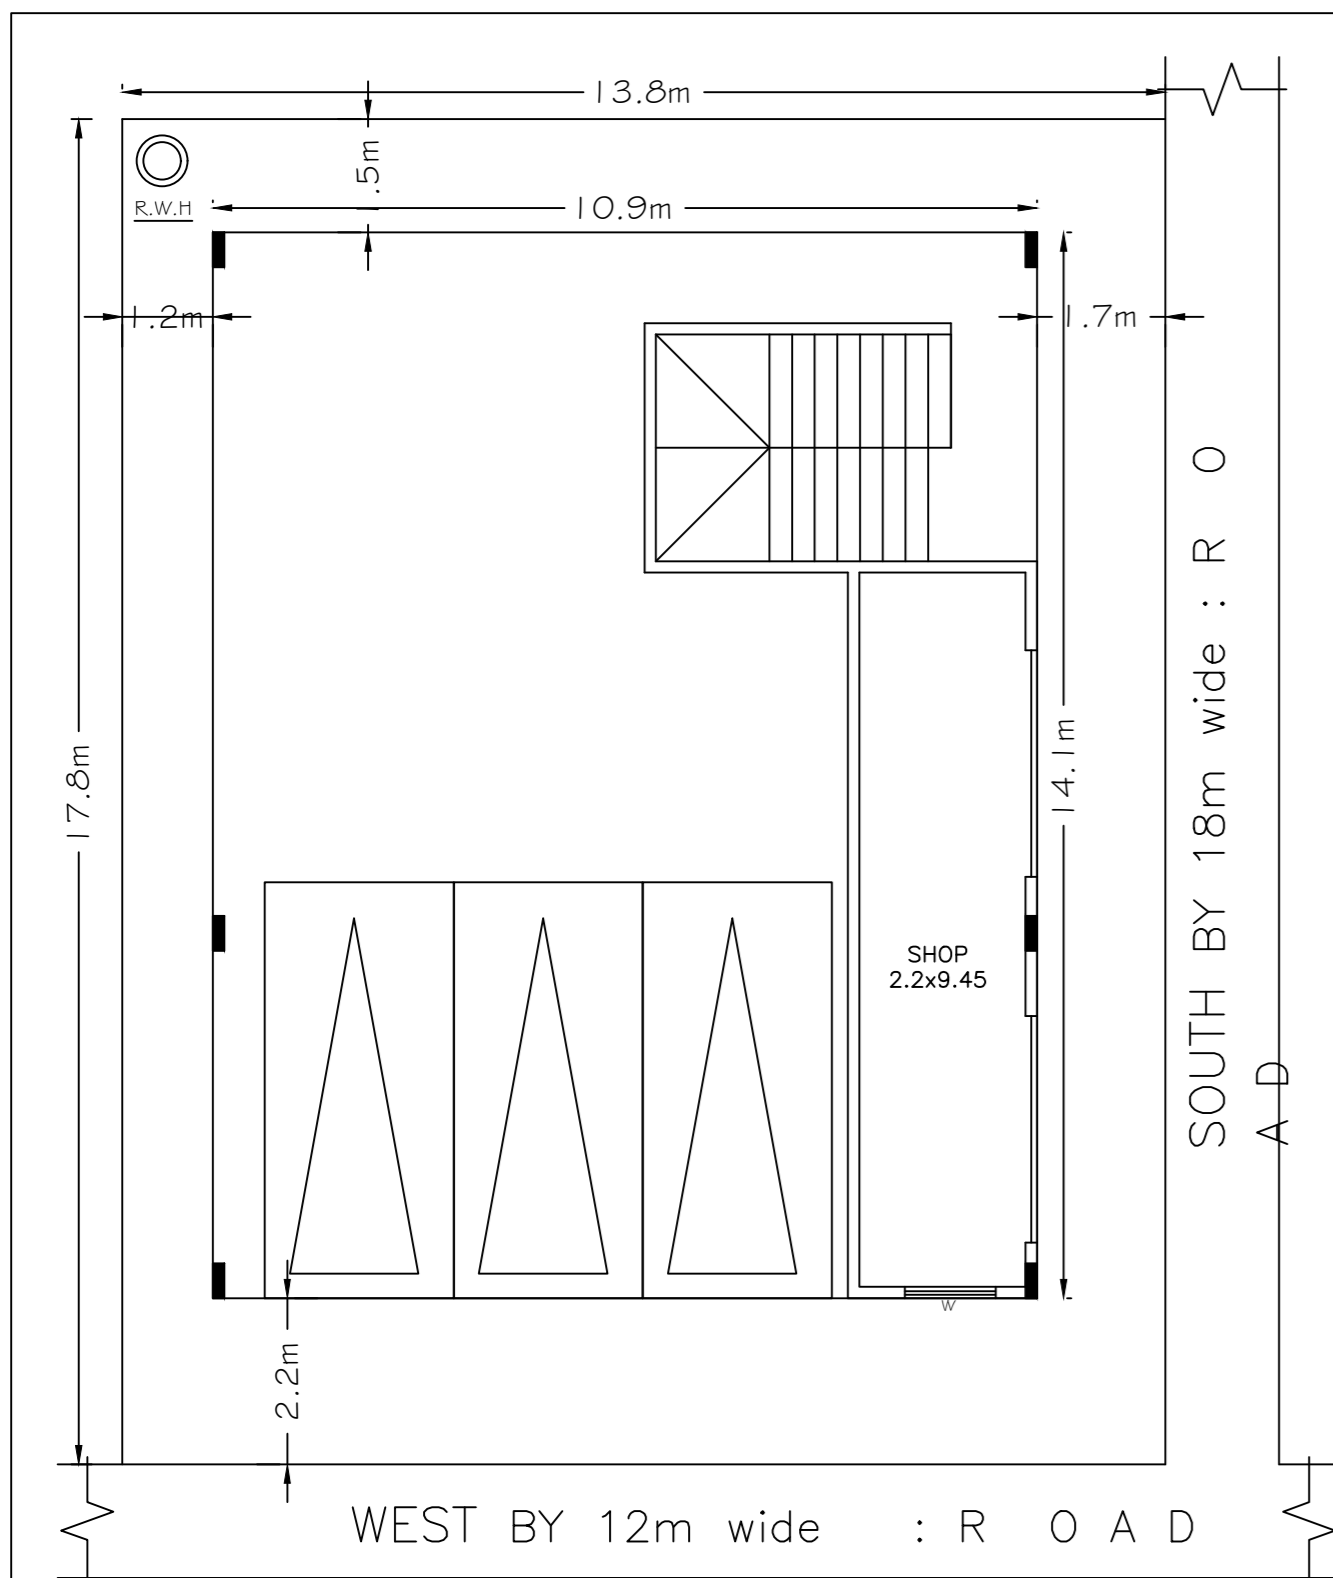 13.8m
.5m
R.W.H
10.9m
1.2m
1.7m
17.8m
14.1m
SHOP
2.2x9.45
W
2.2m
SOUTH BY 18m wide : R O
A D
WEST BY 12m wide : R O A D